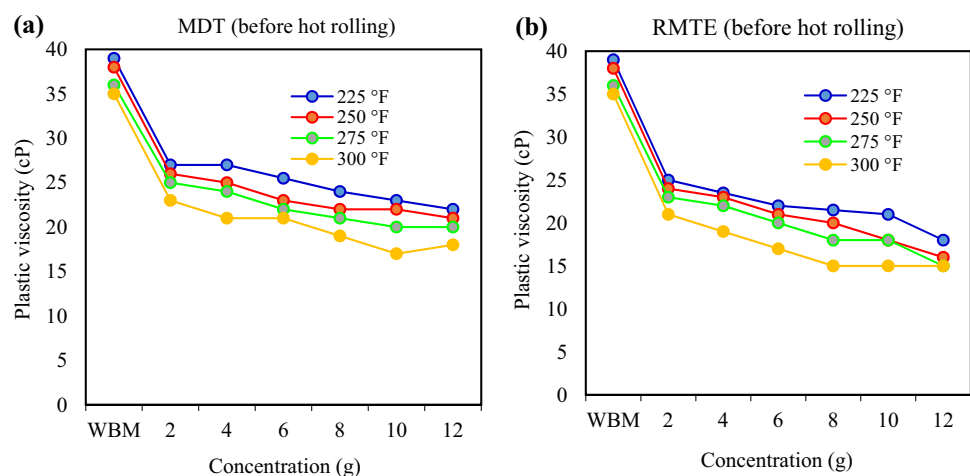 (a)
MDT (before hot rolling)
40
35
30
25
20
15
10
5
0
Plastic viscosity (cP)
225 °F
250 °F
275 °F
300 °F
WBM 2 4 6 8 10 12
Concentration (g)
(b)
RMTE (before hot rolling)
40
35
30
25
20
15
10
5
0
Plastic viscosity (cP)
225 °F
250 °F
275 °F
300 °F
WBM 2 4 6 8 10 12
Concentration (g)